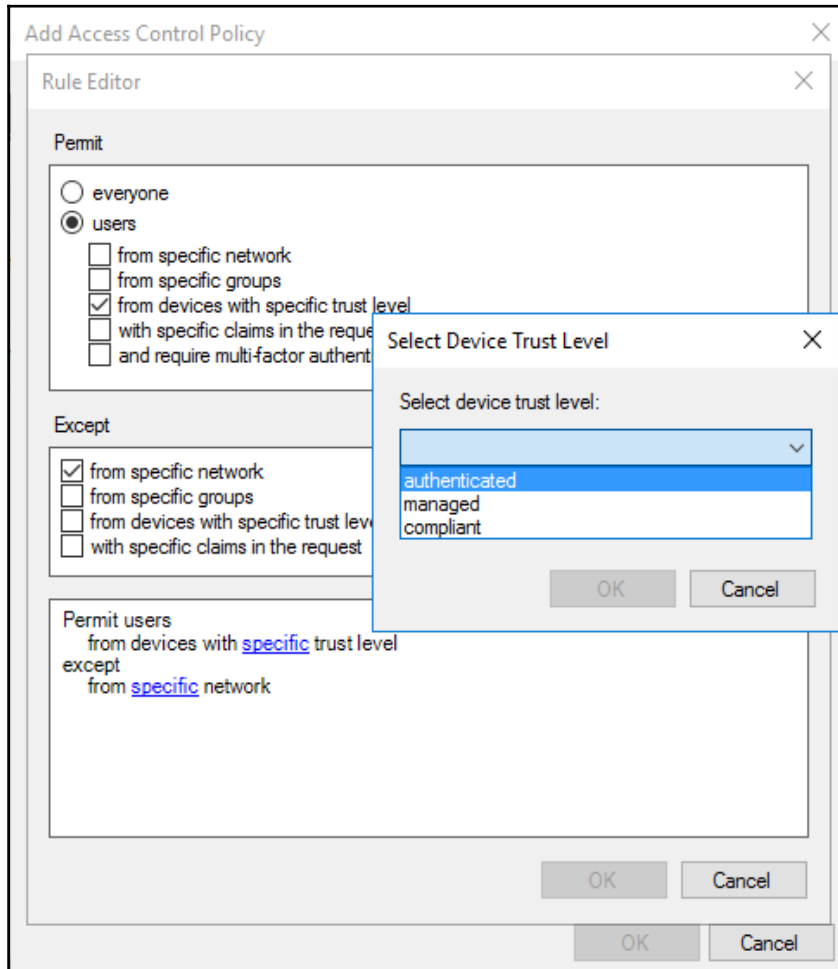 Add Access Control Policy
Rule Editor
Permit
everyone
users
from specific network
from specific groups
from devices with specific trust level
with specific claims in the
and require multi-factor
Select Device Trust Level
Select device trust level:
authenticated
managed
compliant
OK Cancel
Except
from specific network
from specific groups
from devices with specific trust
with specific claims in the request
Permit users
from devices with specific trust level
except
from specific network
OK Cancel
OK Cancel